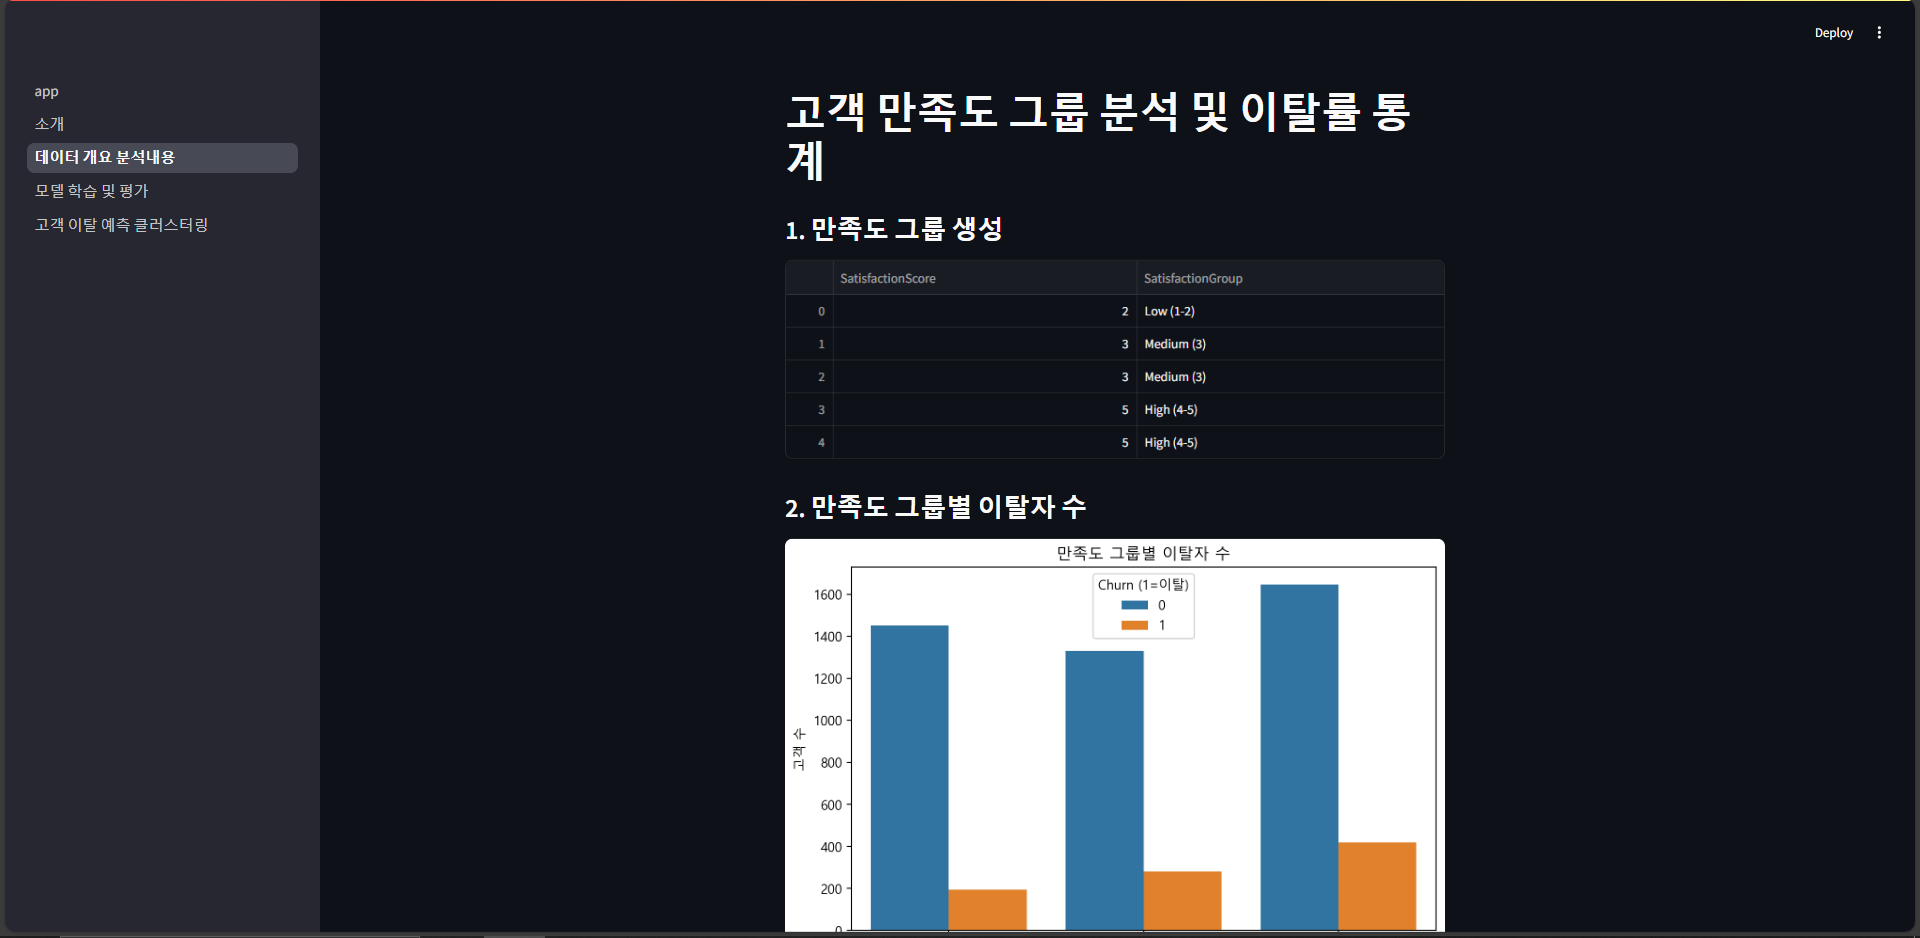 Deploy
app
소개
데이터 개요 분석내용
모델 학습 및 평가
고객 이탈 예측 클러스터링
고객 만족도 그룹 분석 및 이탈률 통
계
1. 만족도 그룹 생성
SatisfactionScore SatisfactionGroup
0 2 Low (1-2)
1 3 Medium (3)
2 3 Medium (3)
3 5 High (4-5)
4 5 High (4-5)
2. 만족도 그룹별 이탈자 수
만족도 그룹별 이탈자 수
Churn (1=이탈)
0
1
고객 수
1600
1400
1200
1000
800
600
400
200
0